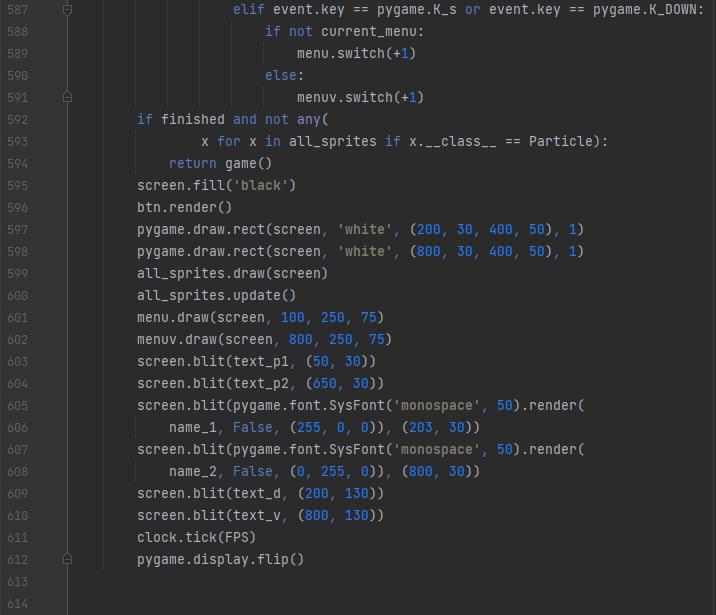 587 elif event.key == pygame.K_s or event.key == pygame.K_DOWN:
588 if not current_menu:
589 menu.switch(+1)
590 else:
591 menuv.switch(+1)
592 if finished and not any(
593 x for x in all_sprites if x.__class__ == Particle):
594 return game()
595 screen.fill('black')
596 btn.render()
597 pygame.draw.rect(screen, 'white', (200, 30, 400, 50), 1)
598 pygame.draw.rect(screen, 'white', (800, 30, 400, 50), 1)
599 all_sprites.draw(screen)
600 all_sprites.update()
601 menu.draw(screen, 100, 250, 75)
602 menuv.draw(screen, 800, 250, 75)
603 screen.blit(text_p1, (50, 30))
604 screen.blit(text_p2, (650, 30))
605 screen.blit(pygame.font.SysFont('monospace', 50).render(
606 name_1, False, (255, 0, 0)), (203, 30))
607 screen.blit(pygame.font.SysFont('monospace', 50).render(
608 name_2, False, (0, 255, 0)), (800, 30))
609 screen.blit(text_d, (200, 130))
610 screen.blit(text_v, (800, 130))
611 clock.tick(FPS)
612 pygame.display.flip()
613
614